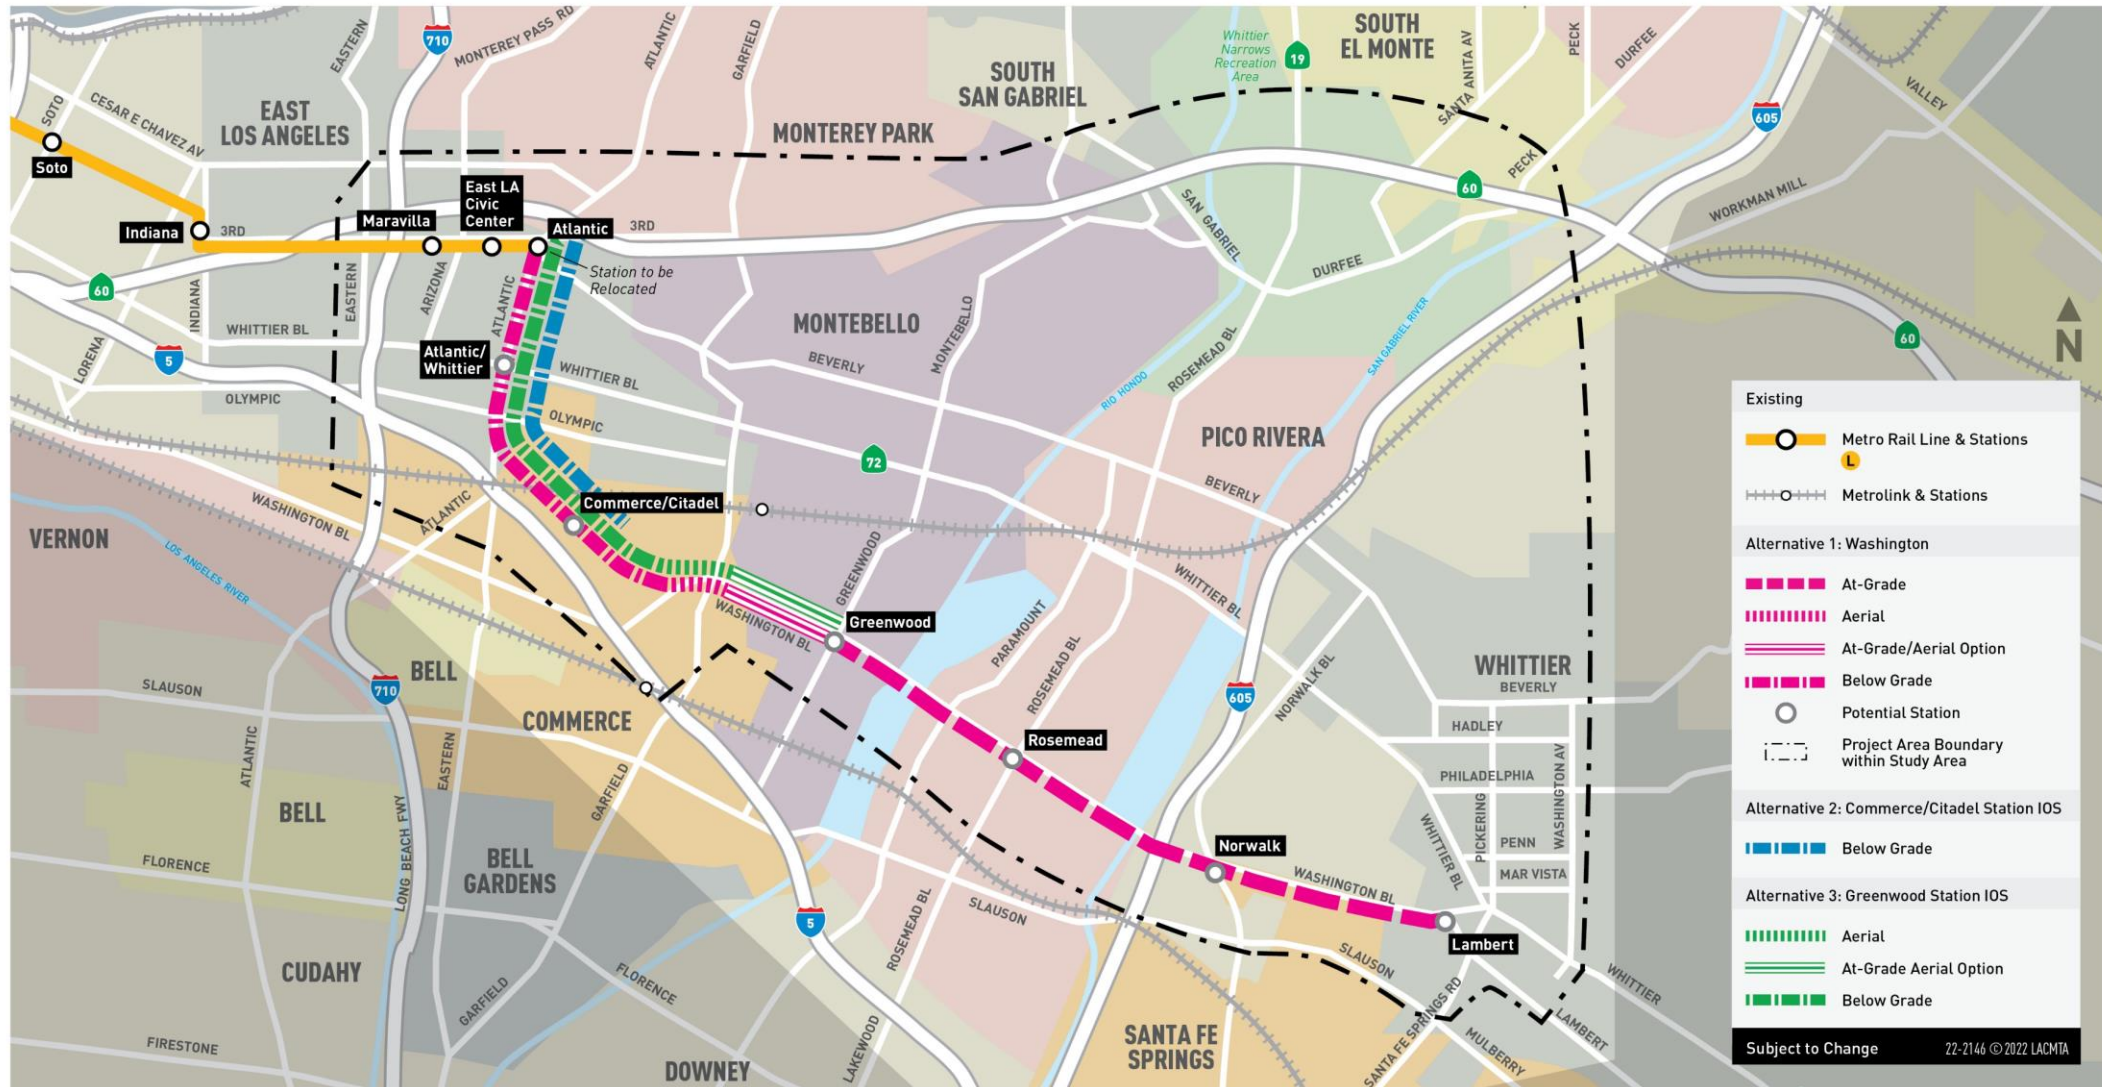 710
MONTEREY PASS RD
ATLANTIC
GARFIELD
EASTERN
SOTO
CESAR E CHAVEZ AV
EAST
LOS ANGELES
MONTEREY PARK
SOUTH
SAN GABRIEL
Whittier
Narrows
Recreation
Area
19
SOUTH
EL MONTE
SANTA ANITA AV
PECK
DURFEE
605
VALLEY
Soto
Indiana
3RD
Maravilla
East LA
Civic
Center
Atlantic
3RD
Station to be
Relocated
SAN GABRIEL
60
PECK
WORKMAN MILL
DURFEE
60
INDIANA
EASTERN
ARIZONA
ATLANTIC
WHITTIER BL
LORENA
5
OLYMPIC
Atlantic/
Whittier
WHITTIER BL
OLYMPIC
MONTEBELLO
BEVERLY
MONTEBELLO
RIO HONDO
ROSEMEAD BL
SAN GABRIEL RIVER
60
N
72
PICO RIVERA
BEVERLY
VERNON
WASHINGTON BL
ATLANTIC
LOS ANGELES RIVER
Commerce/Citadel
GREENWOOD
WHITTIER BL
WASHINGTON BL
Greenwood
PARAMOUNT
ROSEMEAD BL
605
NORWALK BL
WHITTIER
BEVERLY
HADLEY
PHILADELPHIA
PICKERING
WASHINGTON AV
PENN
MAR VISTA
WHITTIER BL
BELL
710
SLAUSON
COMMERCE
Rosemead
ATLANTIC
EASTERN
GARFIELD
BELL
LONG BEACH FWY
FLORENCE
BELL
GARDENS
Norwalk
WASHINGTON BL
Lambert
5
ROSEMEAD BL
SLAUSON
SLAUSON
CUDAHY
GARFIELD
FLORENCE
LAKEWOOD
SANTA FE
SPRINGS
SANTA FE SPRINGS RD
MULBERRY
LAMBERT
WHITTIER
FIRESTONE
DOWNEY
Existing
Metro Rail Line & Stations
L
Metrolink & Stations
Alternative 1: Washington
At-Grade
Aerial
At-Grade/Aerial Option
Below Grade
Potential Station
Project Area Boundary
within Study Area
Alternative 2: Commerce/Citadel Station IOS
Below Grade
Alternative 3: Greenwood Station IOS
Aerial
At-Grade Aerial Option
Below Grade
Subject to Change 22-2146 © 2022 LACMTA